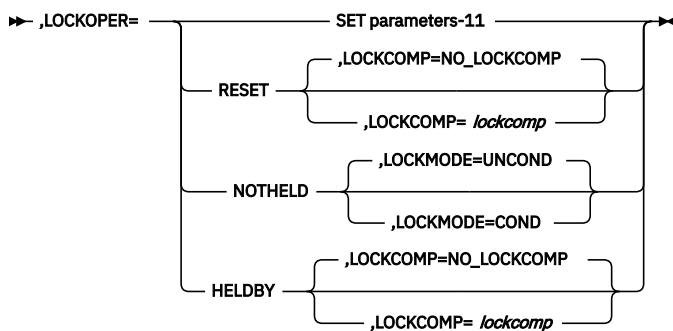 ,LOCKOPER=
SET parameters-11
RESET
,LOCKCOMP=NO_LOCKCOMP
,LOCKCOMP= lockcomp
NOTHELD
,LOCKMODE=UNCOND
,LOCKMODE=COND
HELDBY
,LOCKCOMP=NO_LOCKCOMP
,LOCKCOMP= lockcomp